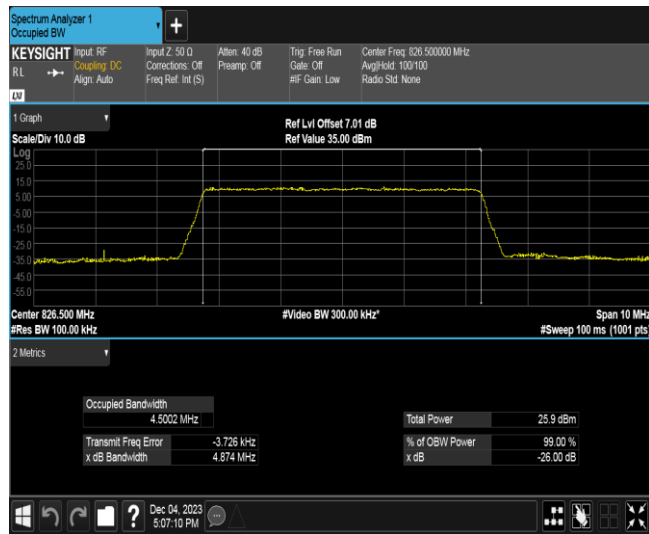 Spectrum Analyzer 1
Occupied BW
+
KEYSIGHT
RL
LXI
Input: RF
Coupling: DC
Align: Auto
Input Z: 50 Ω
Corrections: Off
Freq Ref: Int (S)
Atten: 40 dB
Preamp: Off
Trig: Free Run
Gate: Off
#IF Gain: Low
Center Freq: 826.500000 MHz
Avg|Hold: 100/100
Radio Std: None
1 Graph
Scale/Div 10.0 dB
Ref Lvl Offset 7.01 dB
Ref Value 35.00 dBm
Log
25.0
15.0
5.00
-5.00
-15.0
-25.0
-35.0
-45.0
-55.0
Center 826.500 MHz
#Video BW 300.00 kHz*
Span 10 MHz
#Res BW 100.00 kHz
#Sweep 100 ms (1001 pts)
2 Metrics
Occupied Bandwidth
4.5002 MHz
Total Power 25.9 dBm
Transmit Freq Error -3.726 kHz
% of OBW Power 99.00 %
x dB Bandwidth 4.874 MHz
x dB -26.00 dB
?
Dec 04, 2023
5:07:10 PM